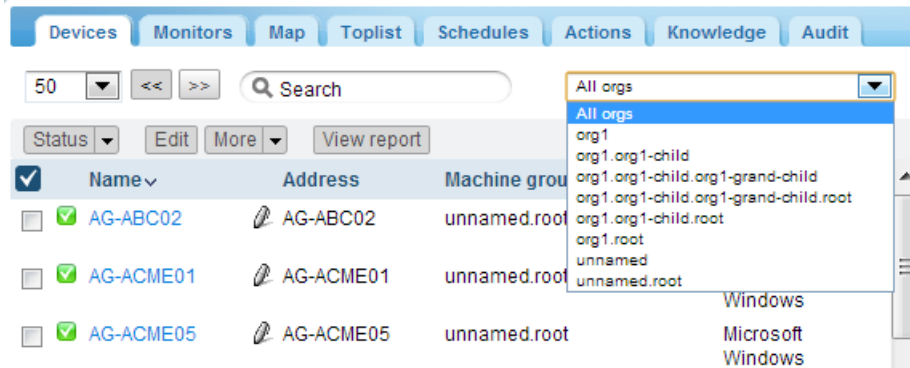 Devices Monitors Map Toplist Schedules Actions Knowledge Audit
50 << >> Search All orgs
All orgs
org1
org1.org1-child
org1.org1-child.org1-grand-child
org1.org1-child.org1-grand-child.root
org1.org1-child.root
org1.root
unnamed
unnamed.root
Status Edit More View report
Name Address Machine grou
AG-ABC02 AG-ABC02 unnamed.root
AG-ACME01 AG-ACME01 unnamed.root
Windows
AG-ACME05 AG-ACME05 unnamed.root Microsoft
Windows